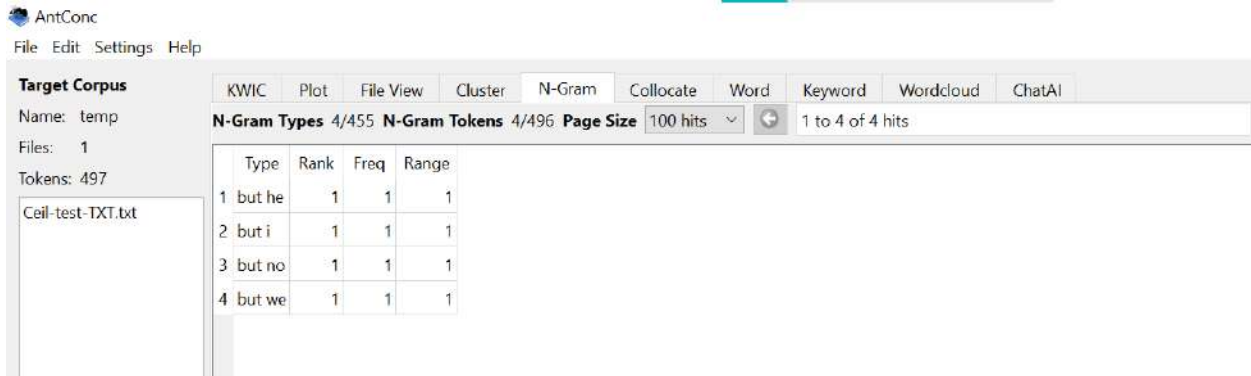 AntConc
File Edit Settings Help
Target Corpus
Name: temp
Files: 1
Tokens: 497
Ceil-test-TXT.txt
KWIC Plot File View Cluster N-Gram Collocate Word Keyword Wordcloud ChatAI
N-Gram Types 4/455 N-Gram Tokens 4/496 Page Size 100 hits 1 to 4 of 4 hits
Type Rank Freq Range
1 but he 1 1 1
2 but i 1 1 1
3 but no 1 1 1
4 but we 1 1 1